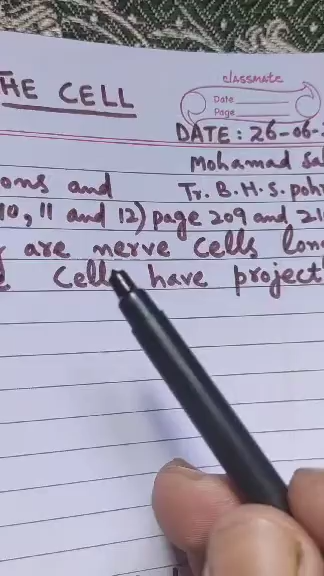 THE CELL
classmate
Date
Page
DATE: 26-06-
Mohamad Sa
ons and Tr. B.H.S. poh
10, 11 and 12) page 209 and 21
are nerve cells lon
Cells have project